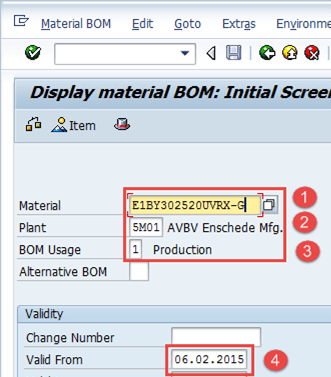 Material BOM Edit Goto Extras Environme
Display material BOM: Initial Scree
Item
Material E1BY302520UVRX-G 1
Plant 5M01 AVBV Enschede Mfg. 2
BOM Usage 1 Production 3
Alternative BOM
Validity
Change Number
Valid From 06.02.2015 4